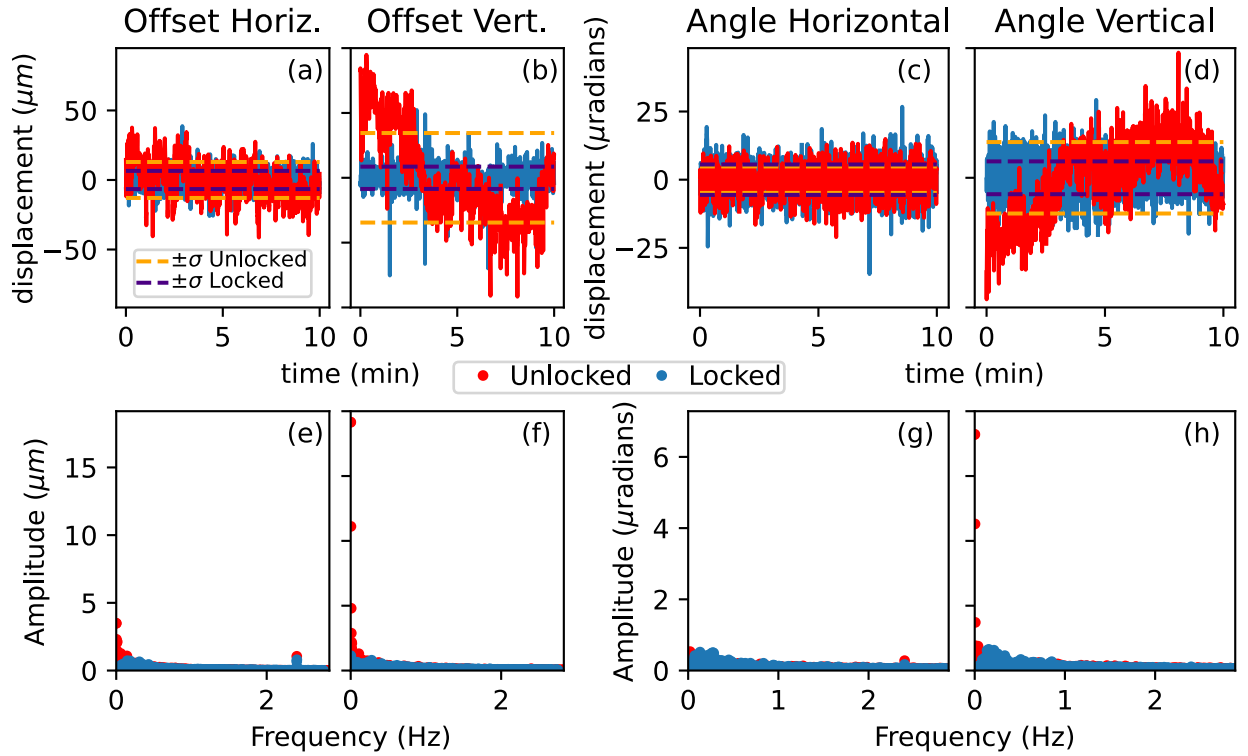 Offset Horiz.
Offset Vert.
Angle Horizontal
Angle Vertical
displacement (μm)
50
0
−50
(a)
±σ Unlocked
±σ Locked
0
5
10
time (min)
(b)
0
5
10
displacement (μradians)
25
0
−25
(c)
0
5
10
(d)
0
5
10
time (min)
Unlocked
Locked
Amplitude (μm)
15
10
5
0
(e)
0
2
Frequency (Hz)
(f)
0
2
Amplitude (μradians)
6
4
2
0
(g)
0
1
2
(h)
0
1
2
Frequency (Hz)